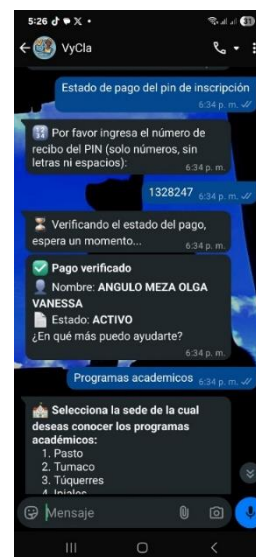 5:26
VyCla
Estado de pago del pin de inscripción
6:34 p. m.
Por favor ingresa el número de
recibo del PIN (solo números, sin
letras ni espacios):
6:34 p. m.
1328247 6:34 p. m.
Verificando el estado del pago,
espera un momento...
6:34 p. m.
Pago verificado
Nombre: ANGULO MEZA OLGA
VANESSA
Estado: ACTIVO
¿En qué más puedo ayudarte?
6:34 p. m.
Programas academicos 6:34 p. m.
Selecciona la sede de la cual
deseas conocer los programas
académicos:
1. Pasto
2. Tumaco
3. Túquerres
4. Ipiales
Mensaje